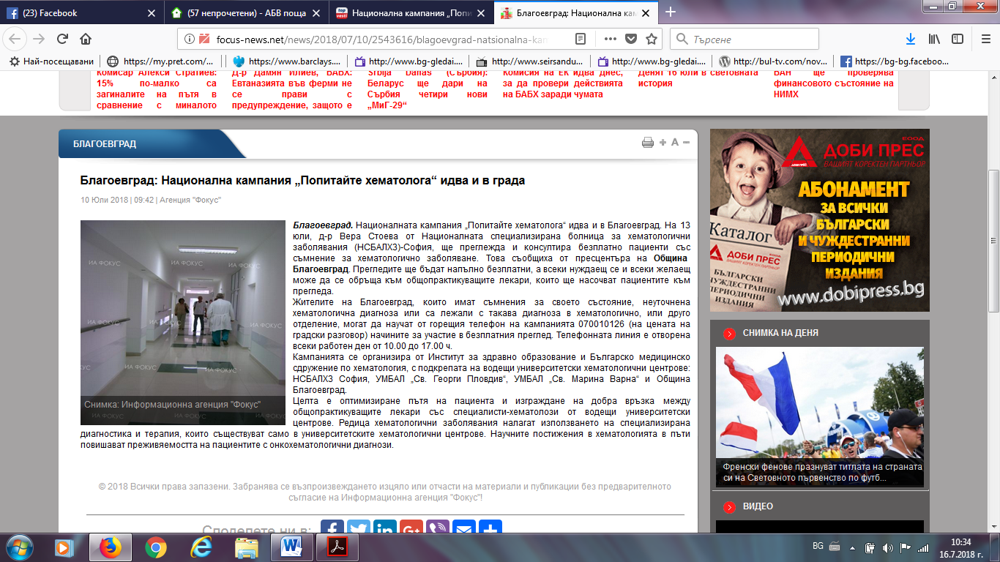 (23) Facebook
(57 непрочетени) - АБВ поща
Национална кампания „Попи
Благоевград: Национална кам
focus-news.net/news/2018/07/10/2543616/blagoevgrad-natsionalna-kam
Търсене
Най-посещавани
https://my.pret.com/...
https://www.barclays....
http://www.bg-gledai....
http://www.seirsandu...
http://www.bg-gledai....
http://bul-tv.com/nov...
https://bg-bg.faceboo...
Комисар Алекси Стратиев:
15% по-малко са
загиналите на пътя в
сравнение с миналото
Д-р Дамян Илиев, БАБХ:
Евтаназията във ферми не
се прави с
предупреждение, защото е
Srbija Danas (Сърбия):
Беларус ще дари на
Сърбия четири нови
„МиГ-29“
Комисия на ЕК идва днес,
за да провери действията
на БАБХ заради чумата
Денят 16 юли в световната
история
БАН ще проверява
финансовото състояние на
НИМХ
БЛАГОЕВГРАД
A
Благоевград: Национална кампания „Попитайте хематолога“ идва и в града
10 Юли 2018 | 09:42 | Агенция "Фокус"
Благоевград. Националната кампания „Попитайте хематолога“ идва и в Благоевград. На 13
юли, д-р Вера Стоева от Националната специализирана болница за хематологични
заболявания (НСБАЛХЗ)-София, ще преглежда и консултира безплатно пациенти със
съмнение за хематологично заболяване. Това съобщиха от пресцентъра на Община
Благоевград. Прегледите ще бъдат напълно безплатни, а всеки нуждаещ се и всеки желаещ
може да се обръща към общопрактикуващите лекари, които ще насочват пациентите към
прегледа.
Жителите на Благоевград, които имат съмнения за своето състояние, неуточнена
хематологична диагноза или са лежали с такава диагноза в хематологично, или друго
отделение, могат да научат от горещия телефон на кампанията 070010126 (на цената на
градски разговор) начините за участие в безплатния преглед. Телефонната линия е отворена
всеки работен ден от 10.00 до 17.00 ч.
Кампанията се организира от Институт за здравно образование и Българско медицинско
сдружение по хематология, с подкрепата на водещи университетски хематологични центрове:
НСБАЛХЗ София, УМБАЛ „Св. Георги Пловдив“, УМБАЛ „Св. Марина Варна“ и Община
Благоевград.
Целта е оптимизиране пътя на пациента и изграждане на добра връзка между
общопрактикуващите лекари със специалисти-хематолози от водещи университетски
центрове. Редица хематологични заболявания налагат използването на специализирана
диагностика и терапия, които съществуват само в университетските хематологични центрове. Научните постижения в хематологията в пъти
повишават преживяемостта на пациентите с онкохематологични диагнози.
ИА ФОКУС
ИА ФОКУС
ИА ФОКУС
ИА ФОКУС
ИА ФОКУС
ИА ФОКУС
Снимка: Информационна агенция "Фокус"
© 2018 Всички права запазени. Забранява се възпроизвеждането изцяло или отчасти на материали и публикации без предварителното
съгласие на Информационна агенция "Фокус"!
Споделете ни в:
ЕООД
ДОБИ ПРЕС
ВАШИЯТ КОРЕКТЕН ПАРТНЬОР
АБОНАМЕНТ
ЗА ВСИЧКИ
БЪЛГАРСКИ
И ЧУЖДЕСТРАННИ
ПЕРИОДИЧНИ
ИЗДАНИЯ
www.dobipress.bg
Каталог
ДОБИ ПРЕС
БЪЛГАРСКИ
И ЧУЖДЕСТРАННИ
ПЕРИОДИЧНИ
ИЗДАНИЯ
СНИМКА НА ДЕНЯ
Френски фенове празнуват титлата на страната
си на Световното първенство по футб...
ВИДЕО
BG
10:34
16.7.2018 г.